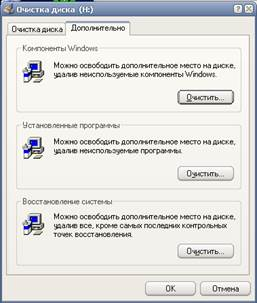 Очистка диска (H:)
Очистка диска Дополнительно
Компоненты Windows
Можно освободить дополнительное место на диске,
удалив неиспользуемые компоненты Windows.
Очистить...
Установленные программы
Можно освободить дополнительное место на диске,
удалив неиспользуемые программы.
Очистить...
Восстановление системы
Можно освободить дополнительное место на диске,
удалив все, кроме самых последних контрольных
точек восстановления.
Очистить...
OK Отмена